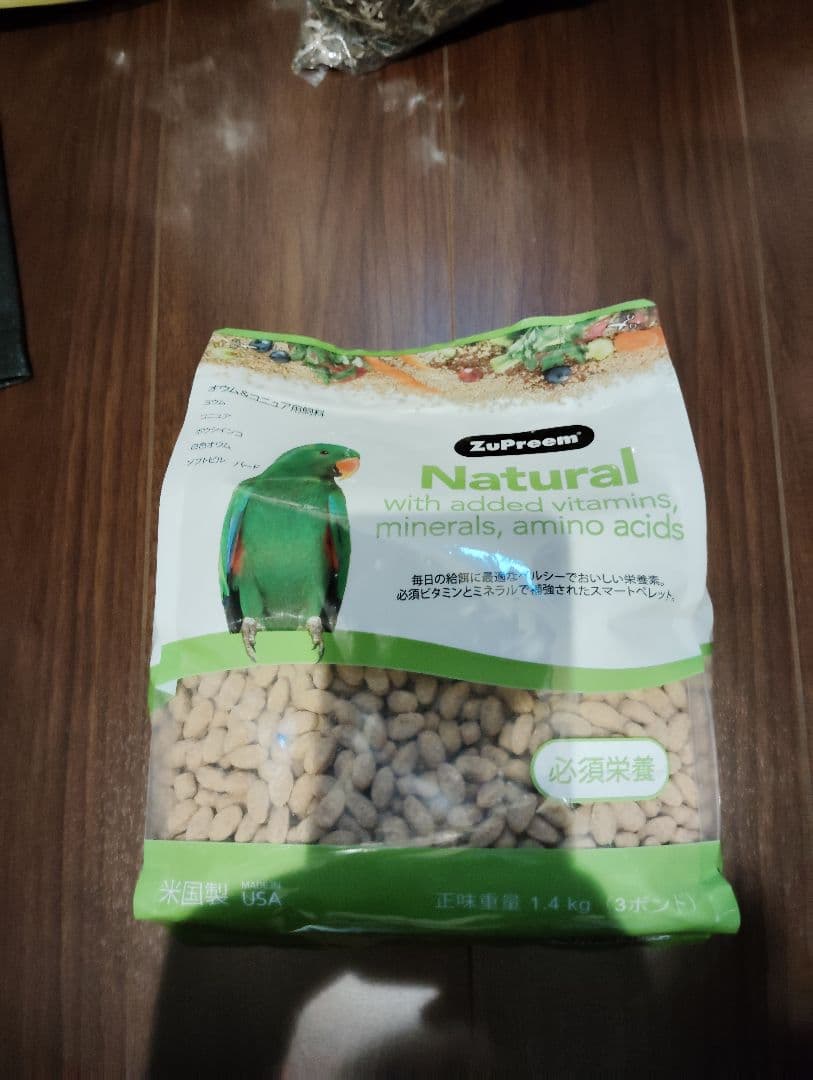 オウム&コニュア用飼料
ヨウム
コニュア
ボウシインコ
白色オウム
ソフトビル バード
ZuPreem
Natural
with added vitamins,
minerals, amino acids
毎日の給餌に最適なヘルシーでおいしい栄養素。
必須ビタミンとミネラルで補強されたスマートペレット。
必須栄養
米国製 MADE IN USA
正味重量 1.4 kg (3ポンド)